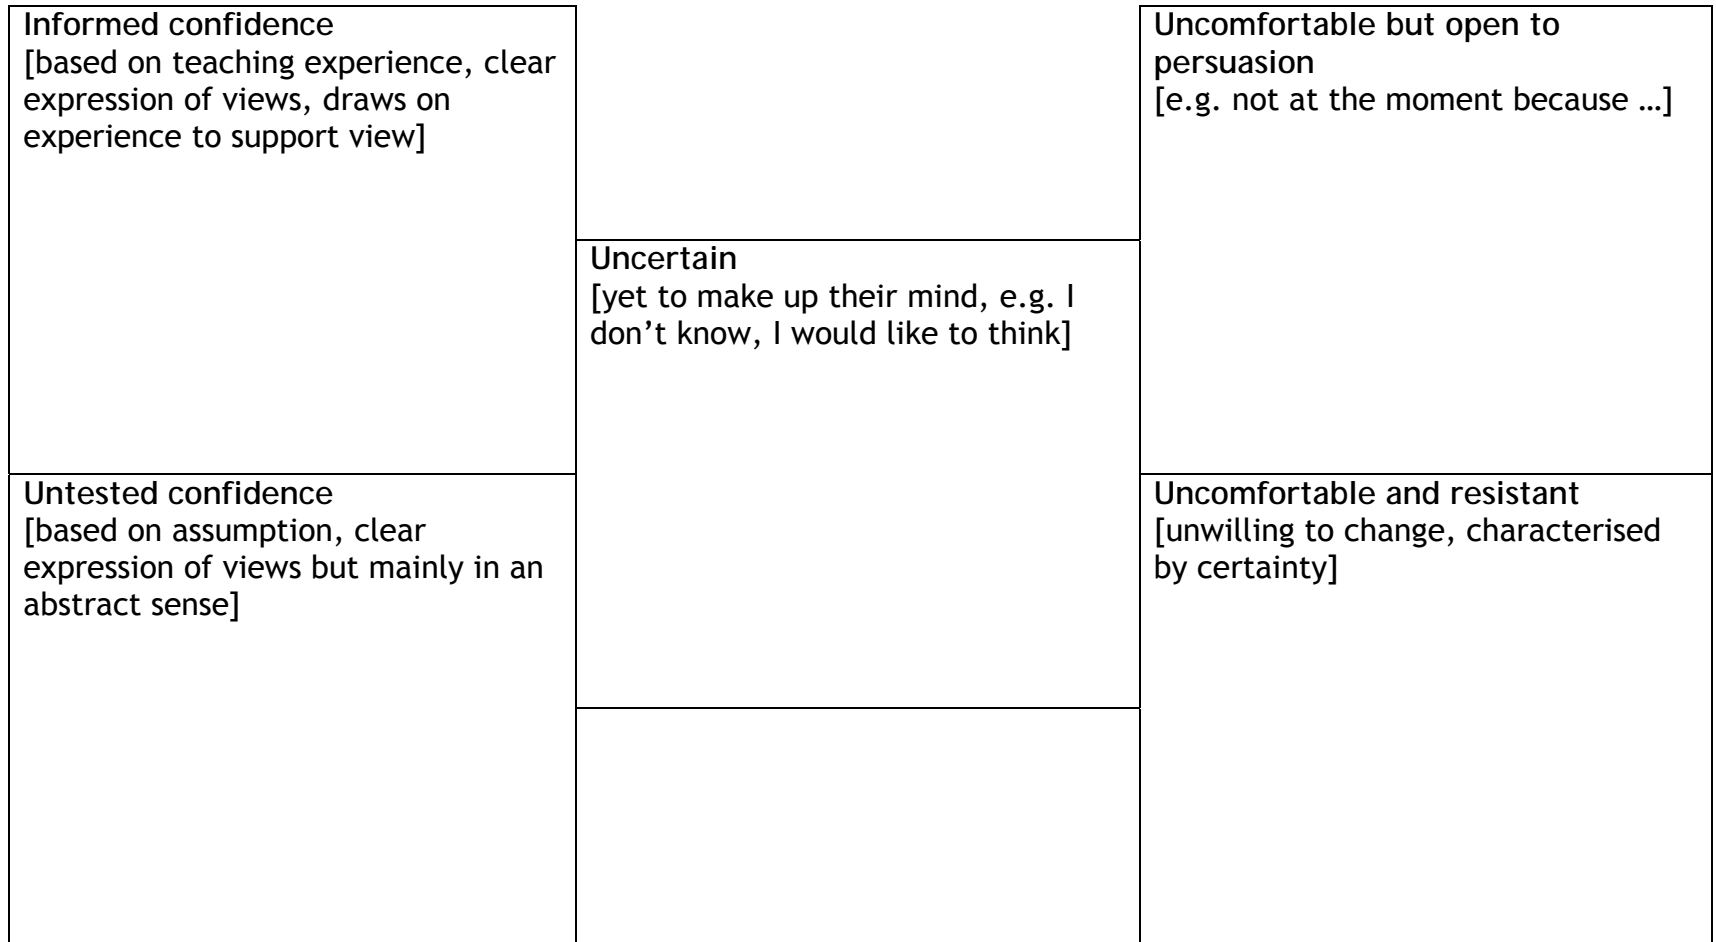 Informed confidence
[based on teaching experience, clear
expression of views, draws on
experience to support view]
Uncomfortable but open to
persuasion
[e.g. not at the moment because …]
Uncertain
[yet to make up their mind, e.g. I
don’t know, I would like to think]
Untested confidence
[based on assumption, clear
expression of views but mainly in an
abstract sense]
Uncomfortable and resistant
[unwilling to change, characterised
by certainty]